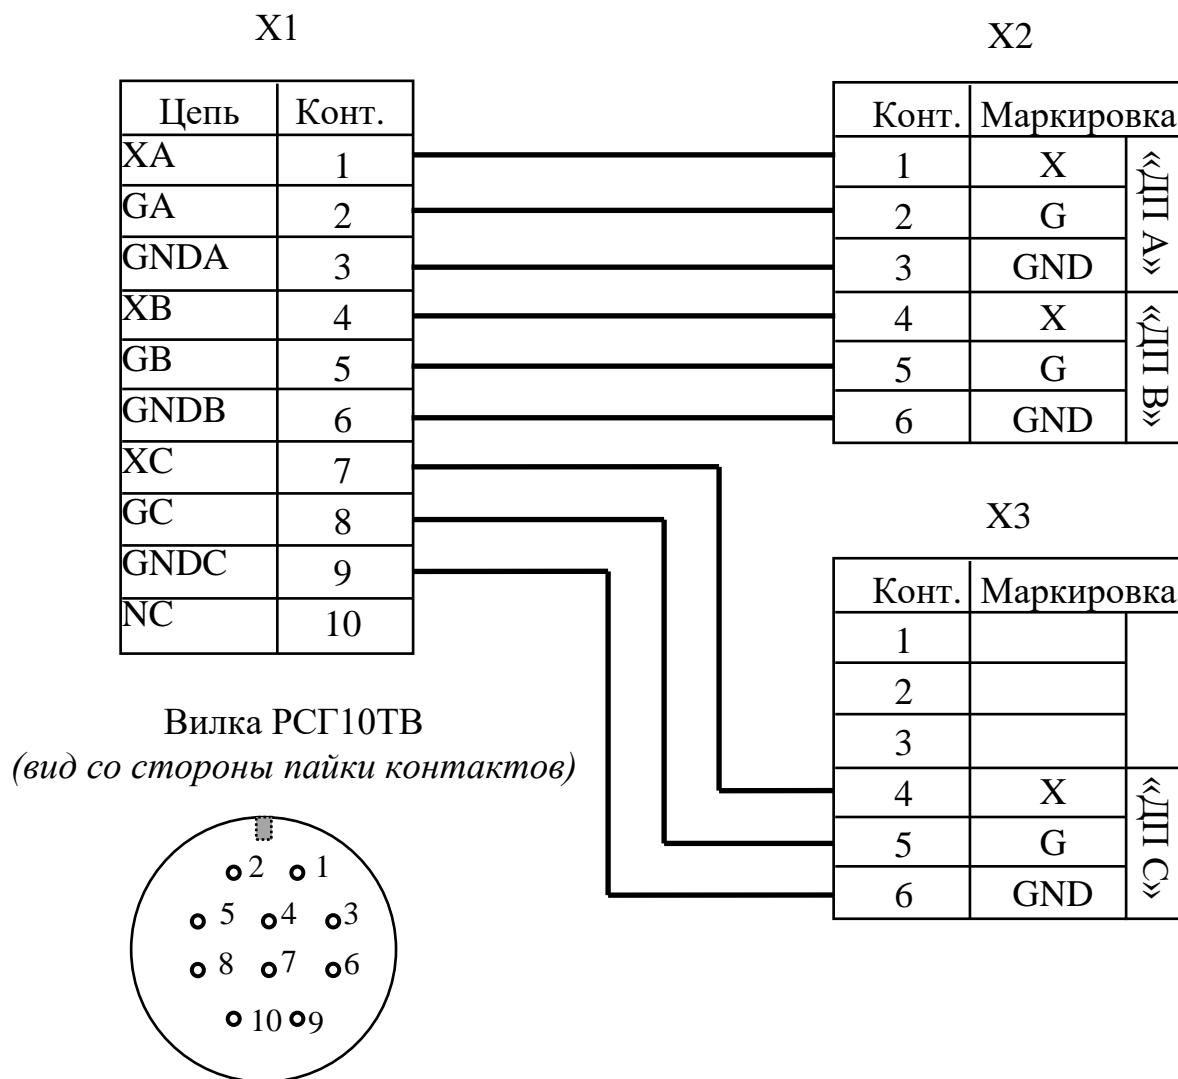 X1
Цепь Конт.
XA 1
GA 2
GNDA 3
XB 4
GB 5
GNDB 6
XC 7
GC 8
GNDC 9
NC 10
X2
Конт. Маркировка
1 X
2 G
3 GND
«ДП А»
4 X
5 G
6 GND
«ДП В»
X3
Конт. Маркировка
1
2
3
4 X
5 G
6 GND
«ДП С»
Вилка РСГ10ТВ
(вид со стороны пайки контактов)
2 1
5 4 3
8 7 6
10 9